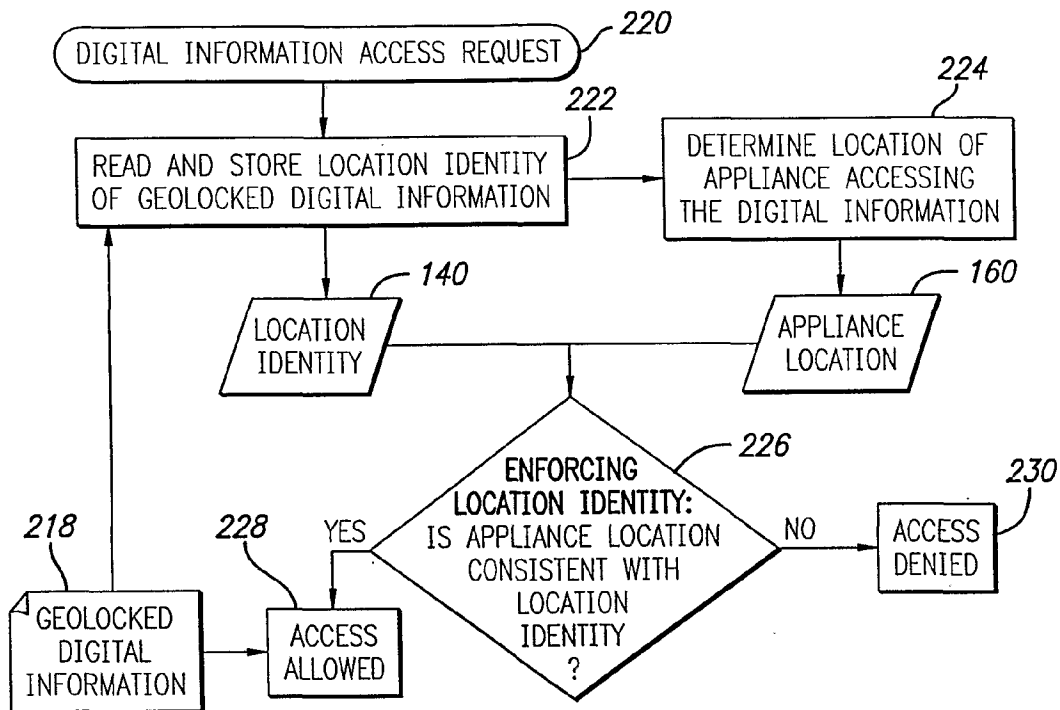 DIGITAL INFORMATION ACCESS REQUEST
220
READ AND STORE LOCATION IDENTITY
OF GEOLOCKED DIGITAL INFORMATION
222
DETERMINE LOCATION OF
APPLIANCE ACCESSING
THE DIGITAL INFORMATION
224
LOCATION
IDENTITY
140
APPLIANCE
LOCATION
160
ENFORCING
LOCATION IDENTITY:
IS APPLIANCE LOCATION
CONSISTENT WITH
LOCATION
IDENTITY
?
226
YES
NO
ACCESS
DENIED
230
GEOLOCKED
DIGITAL
INFORMATION
218
ACCESS
ALLOWED
228